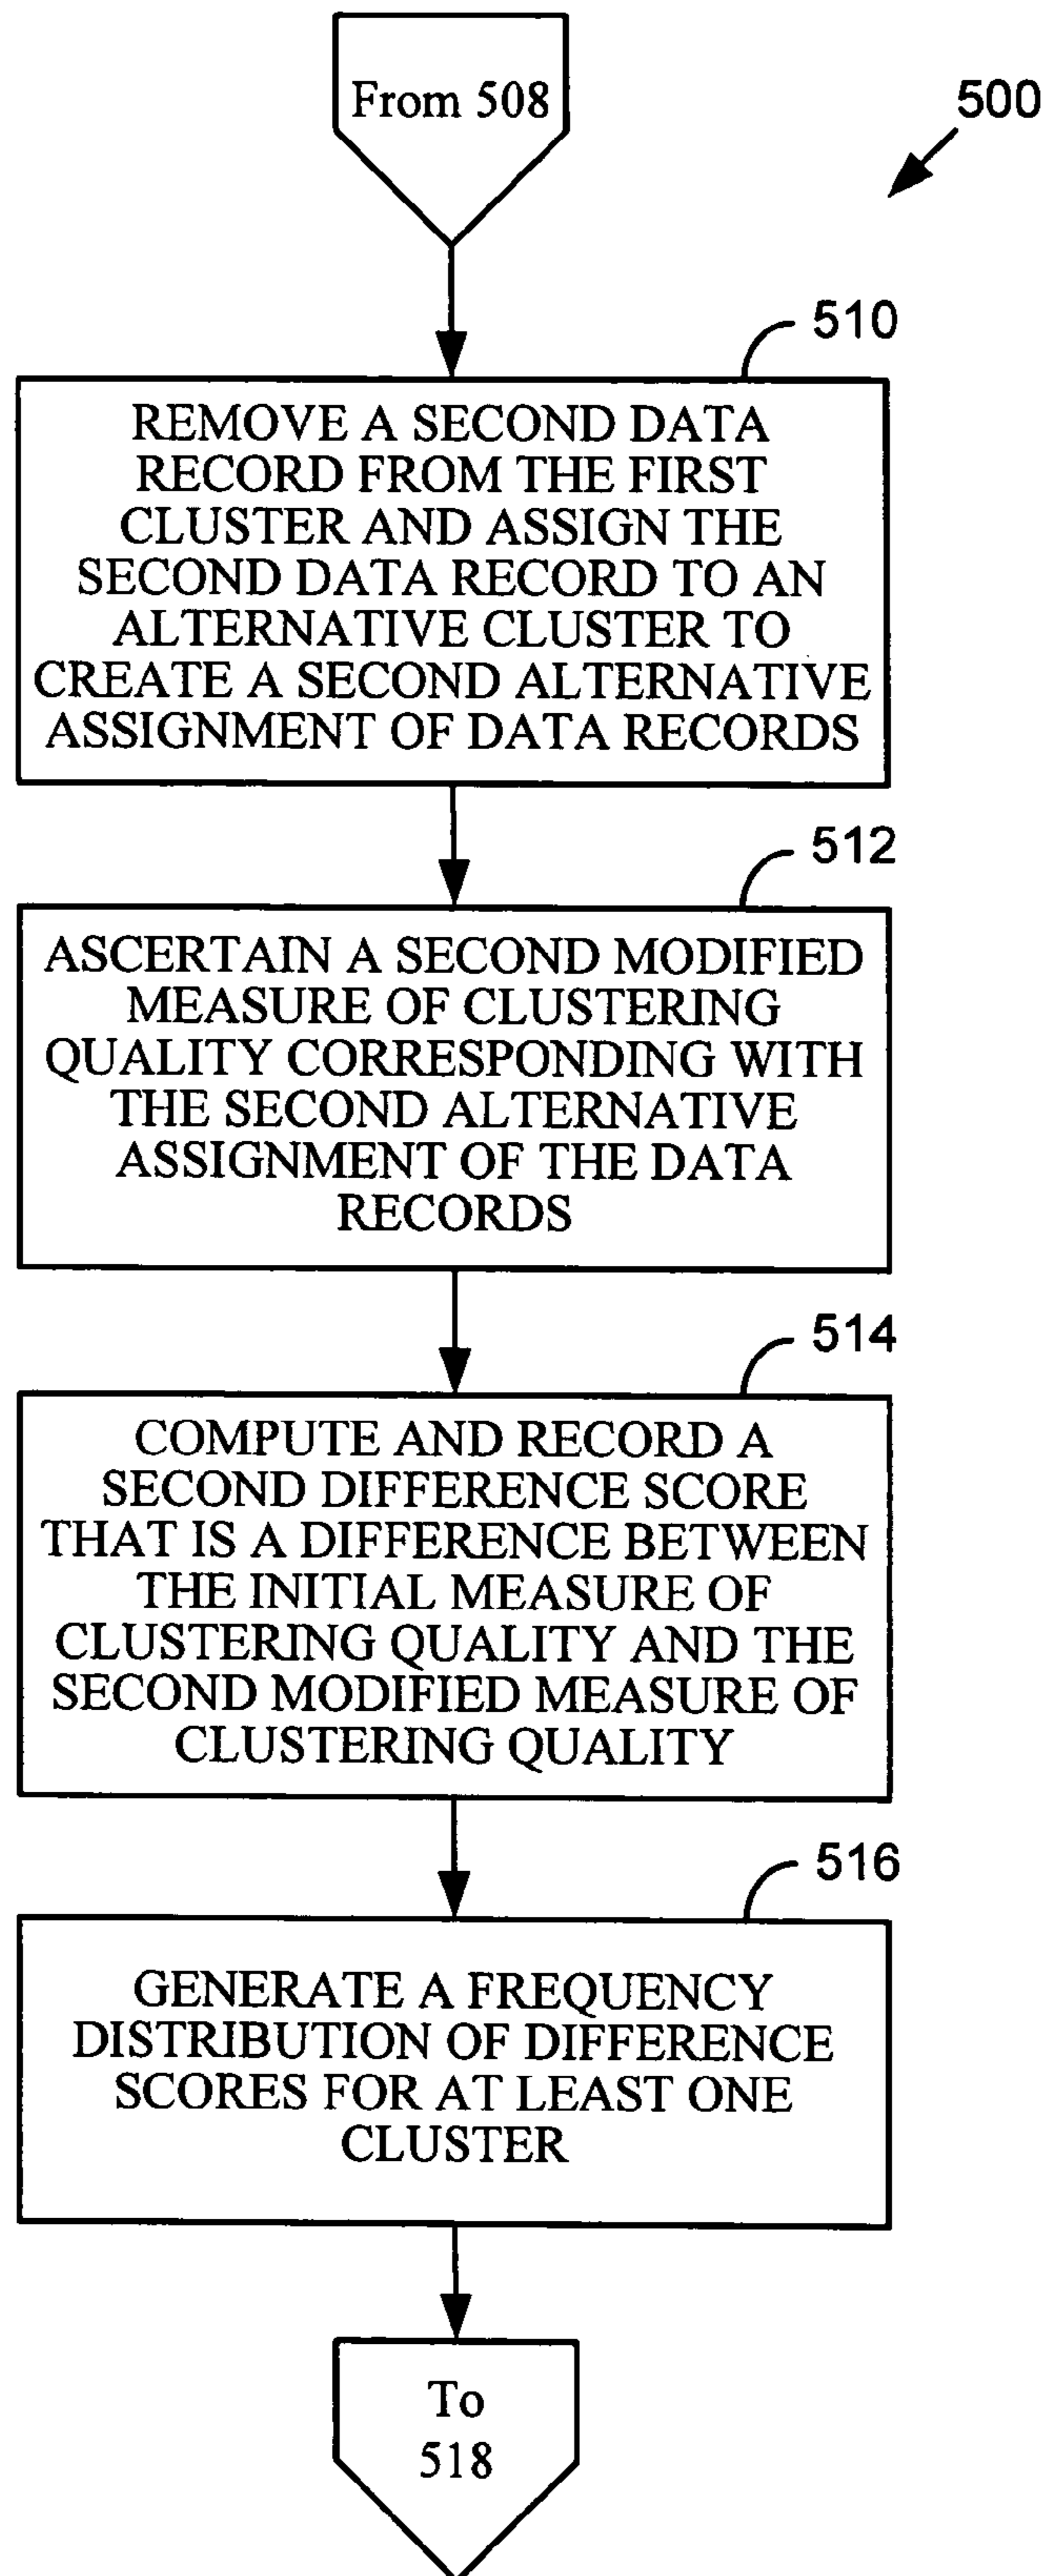 From 508
500
510
REMOVE A SECOND DATA
RECORD FROM THE FIRST
CLUSTER AND ASSIGN THE
SECOND DATA RECORD TO AN
ALTERNATIVE CLUSTER TO
CREATE A SECOND ALTERNATIVE
ASSIGNMENT OF DATA RECORDS
512
ASCERTAIN A SECOND MODIFIED
MEASURE OF CLUSTERING
QUALITY CORRESPONDING WITH
THE SECOND ALTERNATIVE
ASSIGNMENT OF THE DATA
RECORDS
514
COMPUTE AND RECORD A
SECOND DIFFERENCE SCORE
THAT IS A DIFFERENCE BETWEEN
THE INITIAL MEASURE OF
CLUSTERING QUALITY AND THE
SECOND MODIFIED MEASURE OF
CLUSTERING QUALITY
516
GENERATE A FREQUENCY
DISTRIBUTION OF DIFFERENCE
SCORES FOR AT LEAST ONE
CLUSTER
To
518